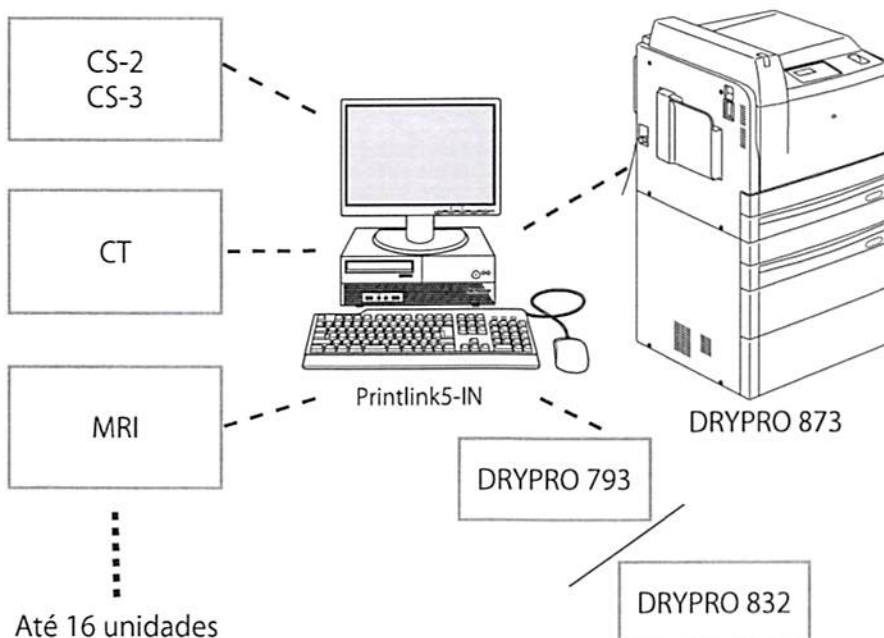 CS-2
CS-3
CT
MRI
Até 16 unidades
Printlink5-IN
DRYPRO 873
DRYPRO 793
DRYPRO 832